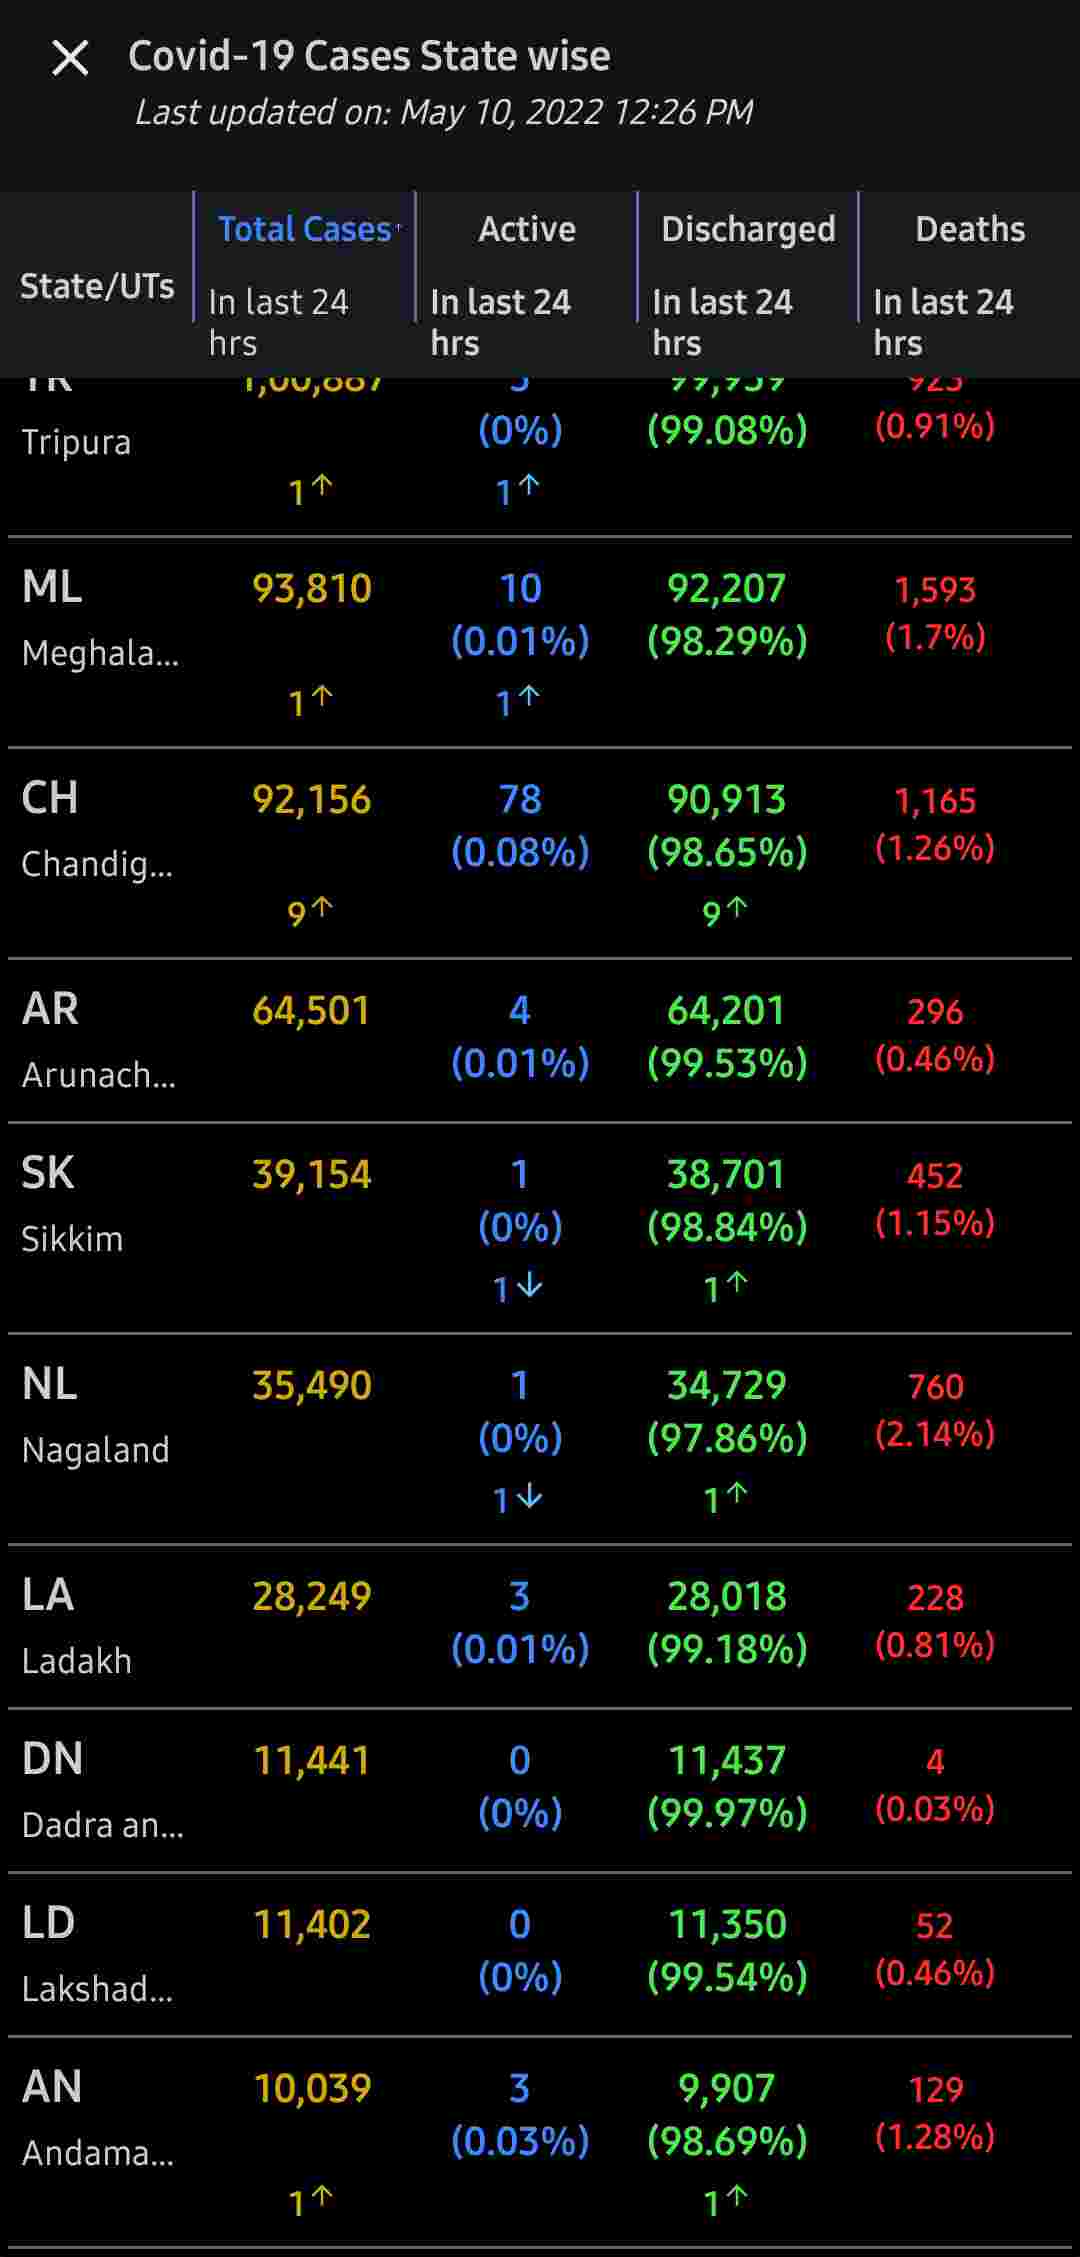 Covid-19 Cases State wise
Last updated on: May 10, 2022 12:26 PM
State/UTs
Total Cases↑
In last 24 hrs
Active
In last 24 hrs
Discharged
In last 24 hrs
Deaths
In last 24 hrs
TR 1,00,887 5 99,959 923
Tripura (0%) (99.08%) (0.91%)
1↑ 1↑
ML 93,810 10 92,207 1,593
Meghala... (0.01%) (98.29%) (1.7%)
1↑ 1↑
CH 92,156 78 90,913 1,165
Chandig... (0.08%) (98.65%) (1.26%)
9↑ 9↑
AR 64,501 4 64,201 296
Arunach... (0.01%) (99.53%) (0.46%)
SK 39,154 1 38,701 452
Sikkim (0%) (98.84%) (1.15%)
1↓ 1↑
NL 35,490 1 34,729 760
Nagaland (0%) (97.86%) (2.14%)
1↓ 1↑
LA 28,249 3 28,018 228
Ladakh (0.01%) (99.18%) (0.81%)
DN 11,441 0 11,437 4
Dadra an... (0%) (99.97%) (0.03%)
LD 11,402 0 11,350 52
Lakshad... (0%) (99.54%) (0.46%)
AN 10,039 3 9,907 129
Andama... (0.03%) (98.69%) (1.28%)
1↑ 1↑